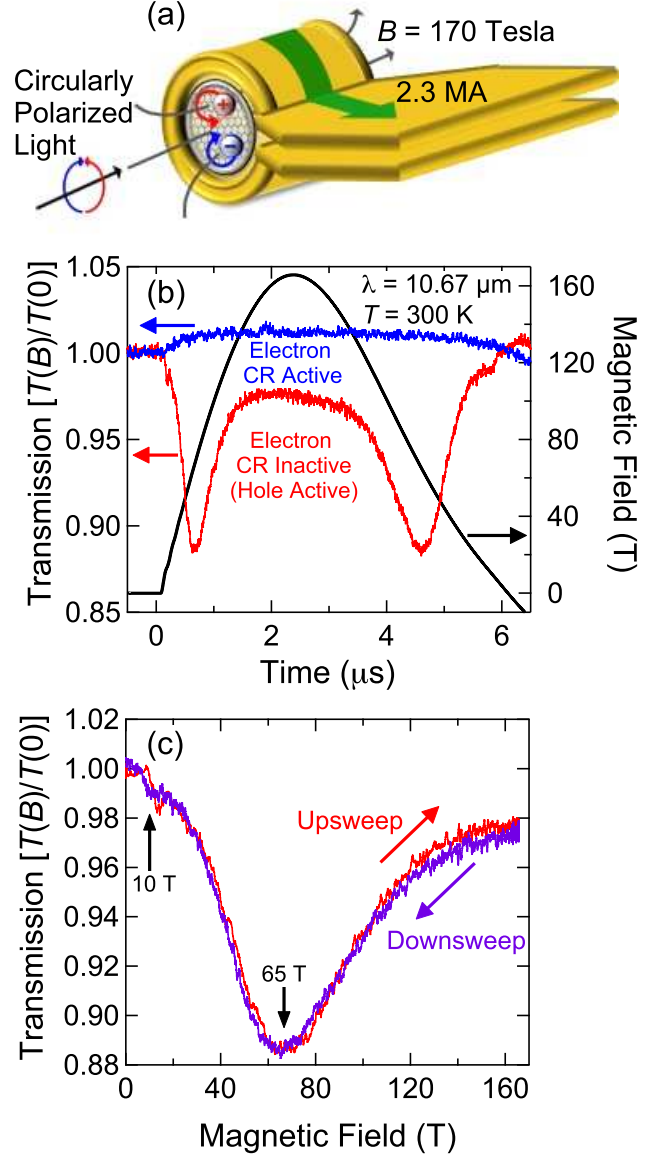 (a)
B = 170 Tesla
Circularly
Polarized
Light
2.3 MA
+
−
Transmission [T(B)/T(0)]
1.05
1.00
0.95
0.90
0.85
(b)
λ = 10.67 μm
T = 300 K
Electron
CR Active
Electron
CR Inactive
(Hole Active)
160
120
80
40
0
Magnetic Field (T)
0
2
4
6
Time (μs)
Transmission [T(B)/T(0)]
1.02
1.00
0.98
0.96
0.94
0.92
0.90
0.88
(c)
10 T
Upsweep
Downsweep
65 T
0
40
80
120
160
Magnetic Field (T)